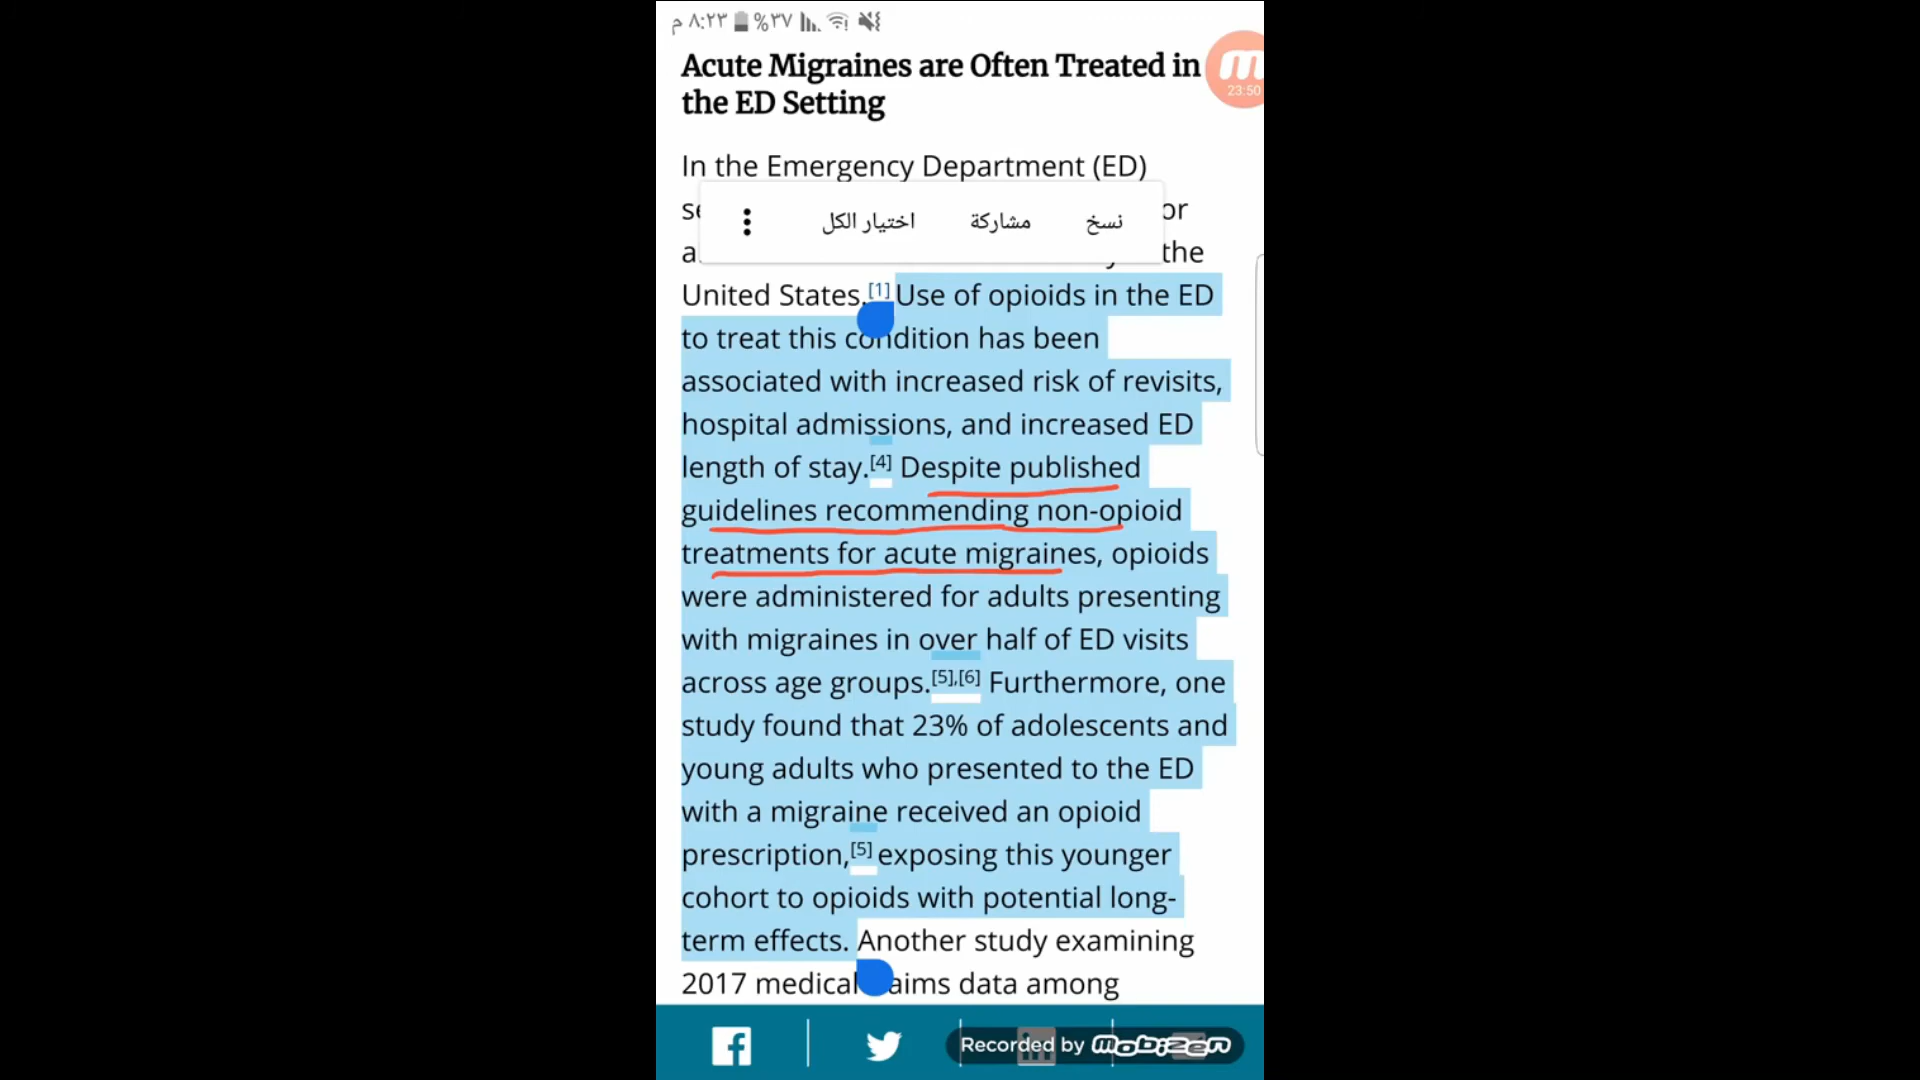 م ٨:٢٣ %٣٧
Acute Migraines are Often Treated in
the ED Setting
23:50
In the Emergency Department (ED)
or
نسخ مشاركة اختيار الكل
the
United States.[1] Use of opioids in the ED
to treat this condition has been
associated with increased risk of revisits,
hospital admissions, and increased ED
length of stay.[4] Despite published
guidelines recommending non-opioid
treatments for acute migraines, opioids
were administered for adults presenting
with migraines in over half of ED visits
across age groups.[5],[6] Furthermore, one
study found that 23% of adolescents and
young adults who presented to the ED
with a migraine received an opioid
prescription,[5] exposing this younger
cohort to opioids with potential long-
term effects. Another study examining
2017 medical aims data among
Recorded by mobizen